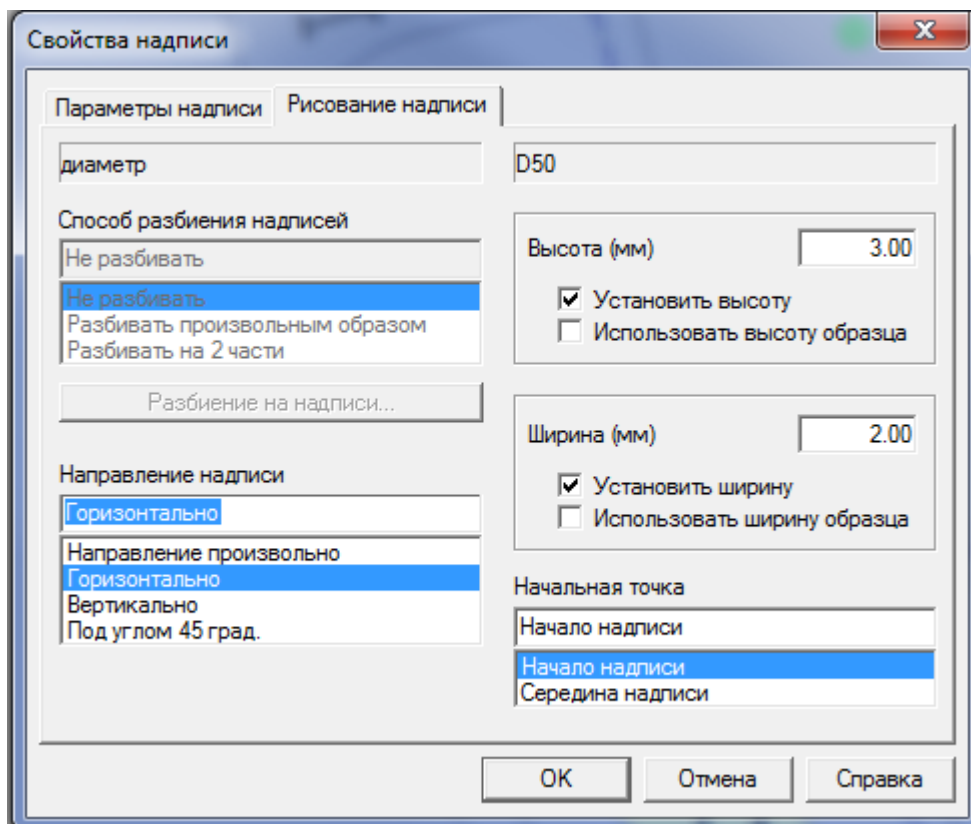 Свойства надписи
Параметры надписи
Рисование надписи
диаметр
D50
Способ разбиения надписей
Не разбивать
Не разбивать
Разбивать произвольным образом
Разбивать на 2 части
Разбиение на надписи...
Направление надписи
Горизонтально
Направление произвольно
Горизонтально
Вертикально
Под углом 45 град.
Высота (мм)
3.00
Установить высоту
Использовать высоту образца
Ширина (мм)
2.00
Установить ширину
Использовать ширину образца
Начальная точка
Начало надписи
Начало надписи
Середина надписи
OK
Отмена
Справка